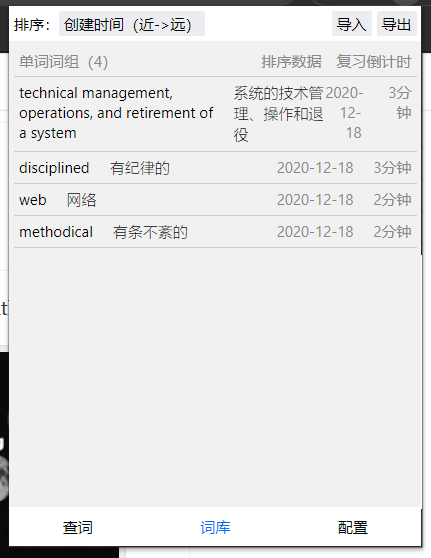 排序： 创建时间（近->远） 导入 导出
单词词组（4） 排序数据 复习倒计时
technical management, 系统的技术管 2020- 3分
operations, and retirement of 理、操作和退 12- 钟
a system 役 18
disciplined 有纪律的 2020-12-18 3分钟
web 网络 2020-12-18 2分钟
methodical 有条不紊的 2020-12-18 2分钟
查词 词库 配置